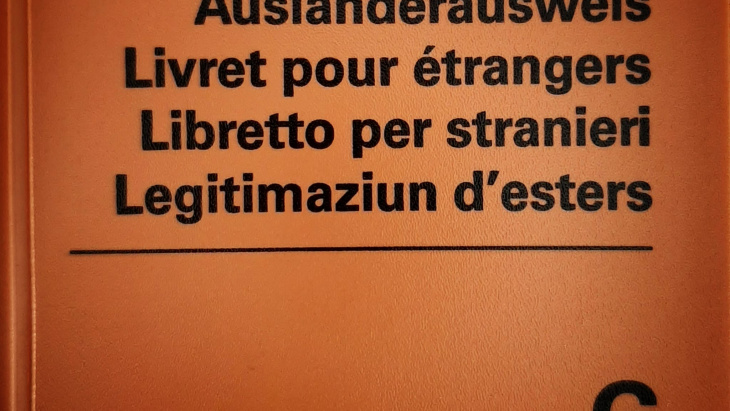 Ausländerausweis
Livret pour étrangers
Libretto per stranieri
Legitimaziun d'esters